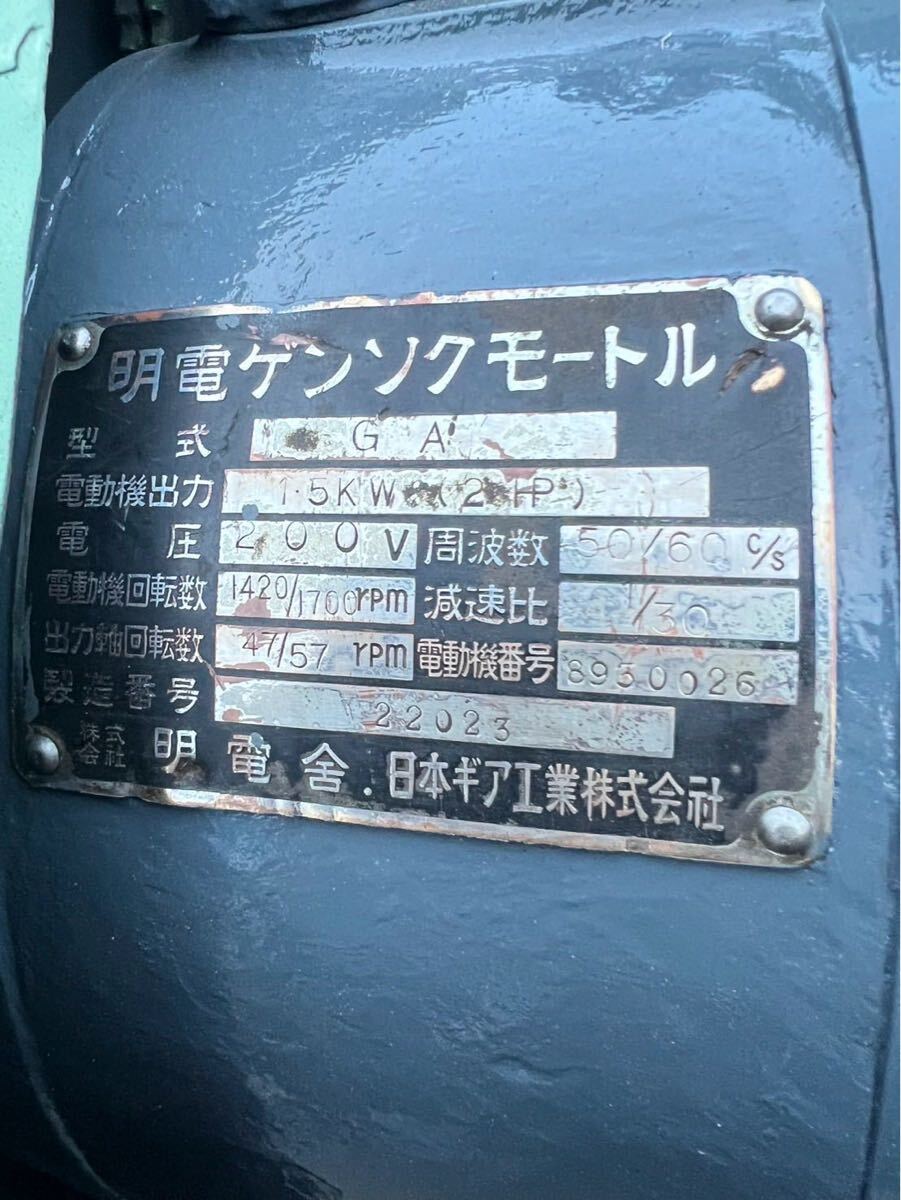 明電ゲンソクモートル
型式 GA
電動機出力 1.5KW (2HP)
電圧 200V 周波数 50/60 c/s
電動機回転数 1420/1700rpm 減速比 1/30
出力軸回転数 47/57 rpm 電動機番号 8930026
製造番号 22023
株式会社 明電舎. 日本ギア工業株式会社